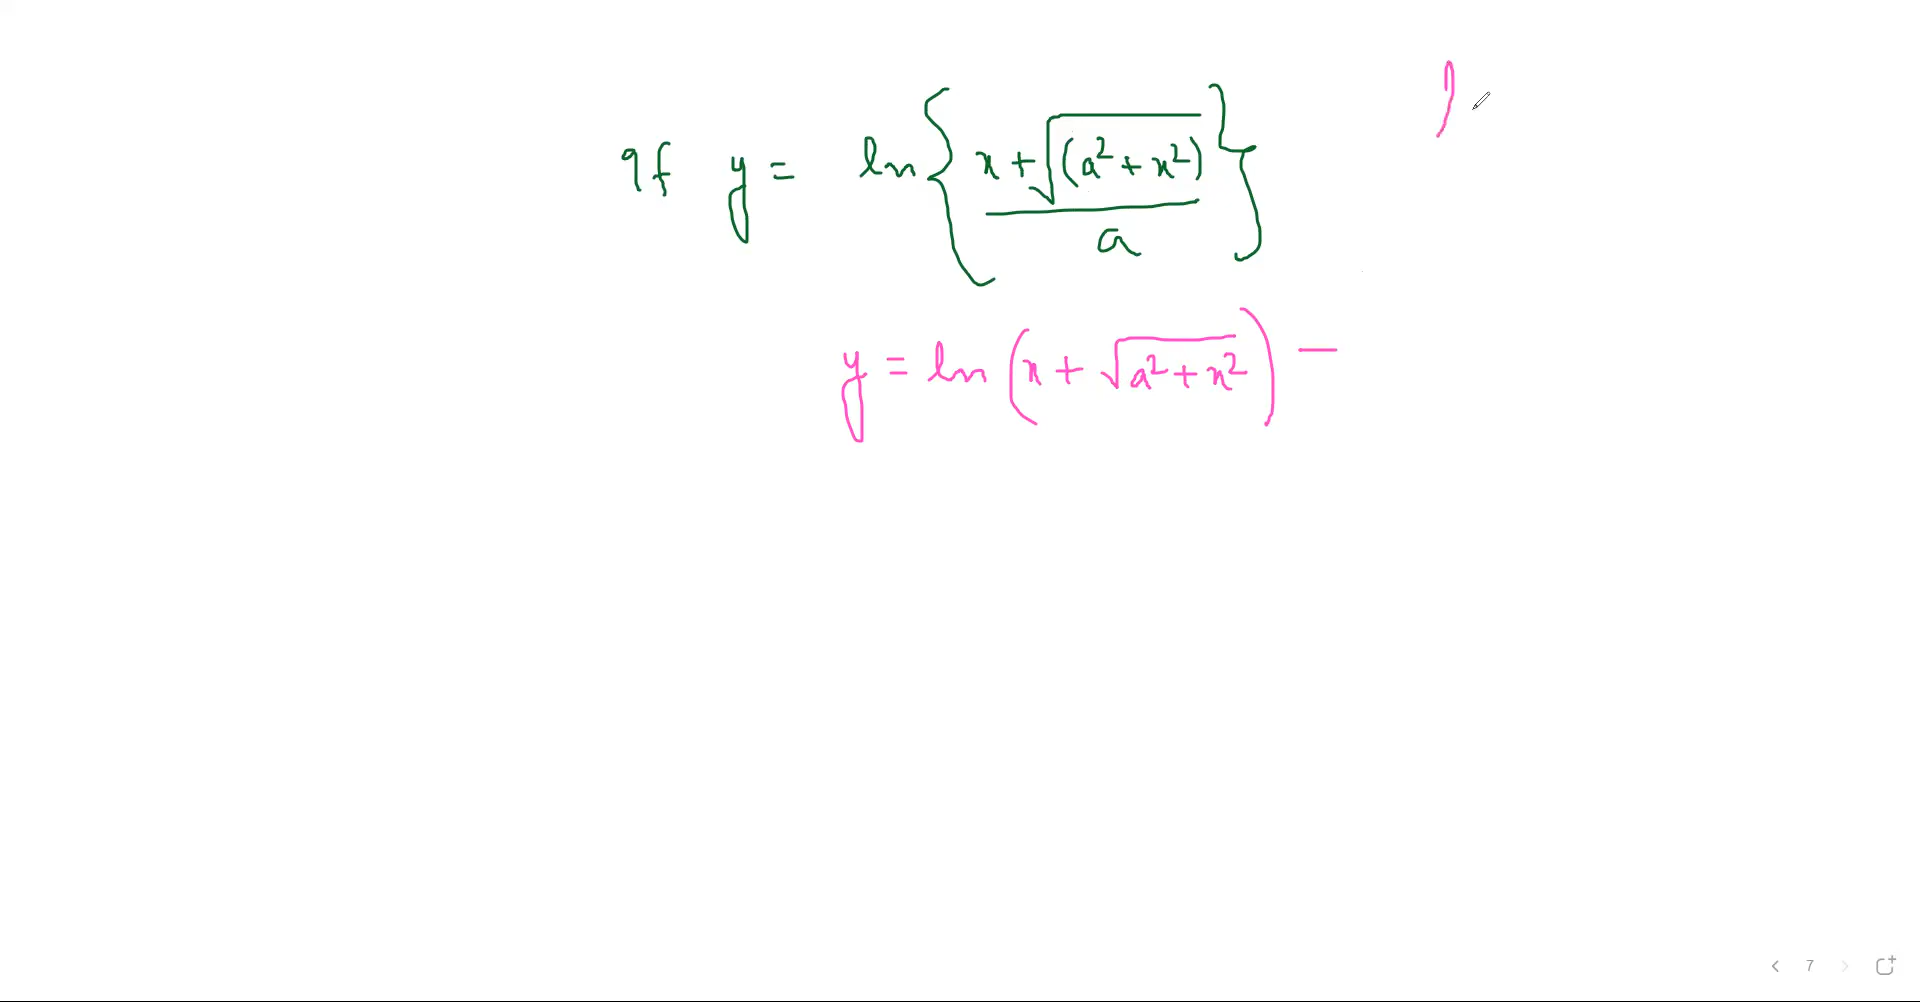 If y = ln { x + √(a² + x²) / a }
y = ln ( x + √a² + x² ) —
7